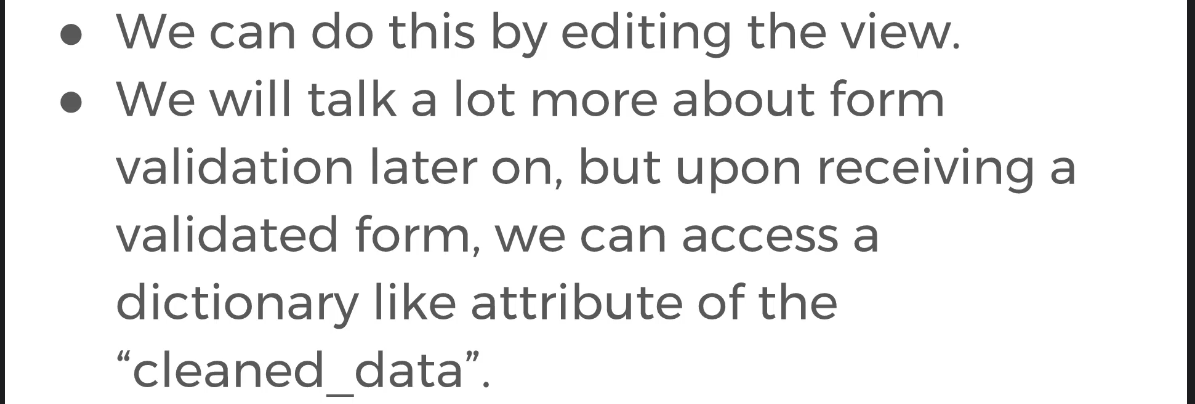 ● We can do this by editing the view.
● We will talk a lot more about form
validation later on, but upon receiving a
validated form, we can access a
dictionary like attribute of the
“cleaned_data”.